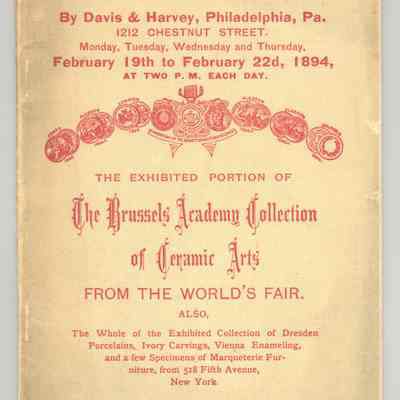 By Davis & Harvey, Philadelphia, Pa.
1212 CHESTNUT STREET.
Monday, Tuesday, Wednesday and Thursday,
February 19th to February 22d, 1894,
AT TWO P. M. EACH DAY.
THE EXHIBITED PORTION OF
The Brussels Academy Collection
of Ceramic Arts
FROM THE WORLD'S FAIR.
ALSO,
The Whole of the Exhibited Collection of Dresden
Porcelains, Ivory Carvings, Vienna Enameling,
and a few Specimens of Marqueterie Fur-
niture, from 528 Fifth Avenue,
New York.